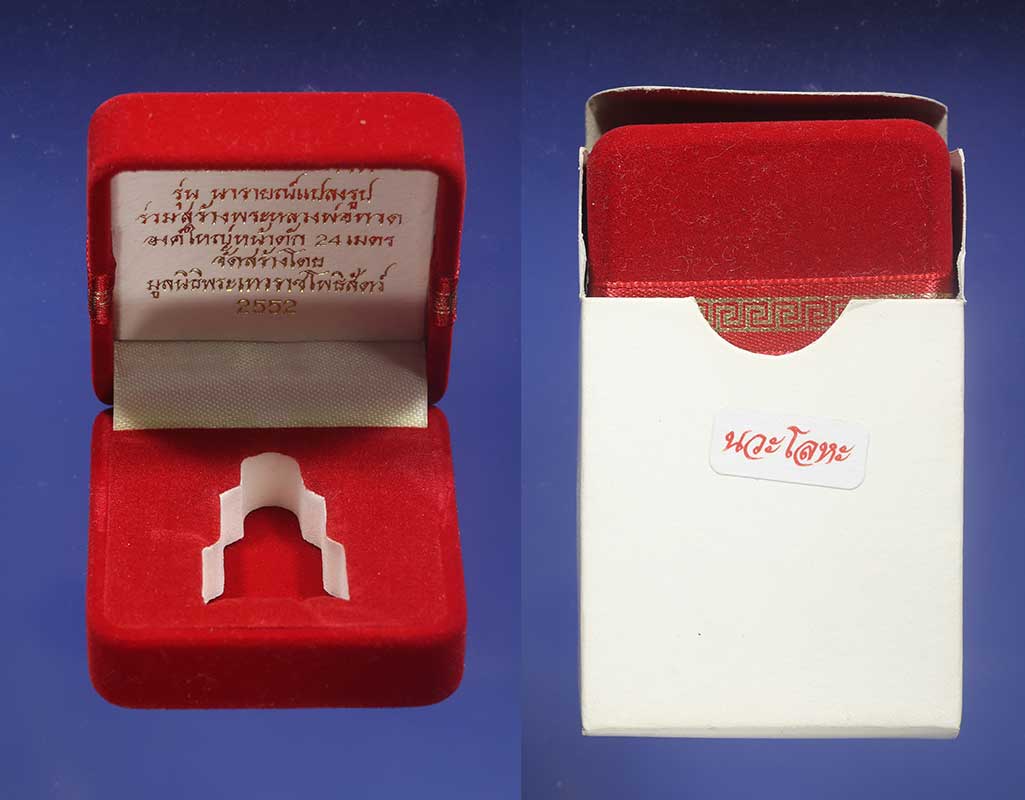 รุ่น นารายณ์แปลงรูป
ร่วมสร้างพระหลวงพ่อทวด
องค์ใหญ่หน้าตัก 24 เมตร
จัดสร้างโดย
มูลนิธิพระเทวราชโพธิสัตว์
2552
นวะโลหะ